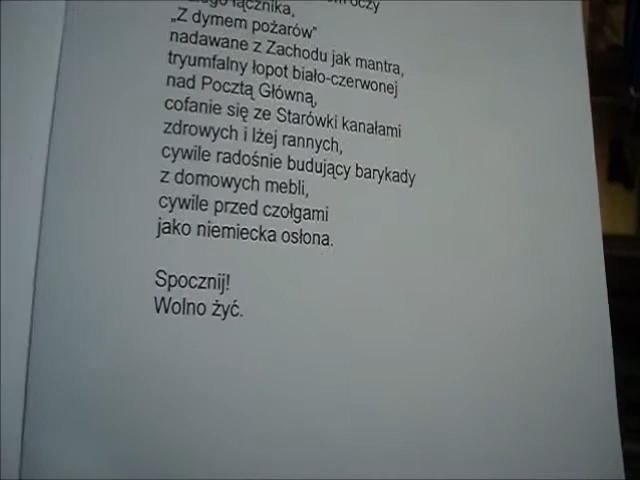 łącznika,
„Z dymem pożarów”
nadawane z Zachodu jak mantra,
tryumfalny łopot biało-czerwonej
nad Pocztą Główną,
cofanie się ze Starówki kanałami
zdrowych i lżej rannych,
cywile radośnie budujący barykady
z domowych mebli,
cywile przed czołgami
jako niemiecka osłona.
Spocznij!
Wolno żyć.